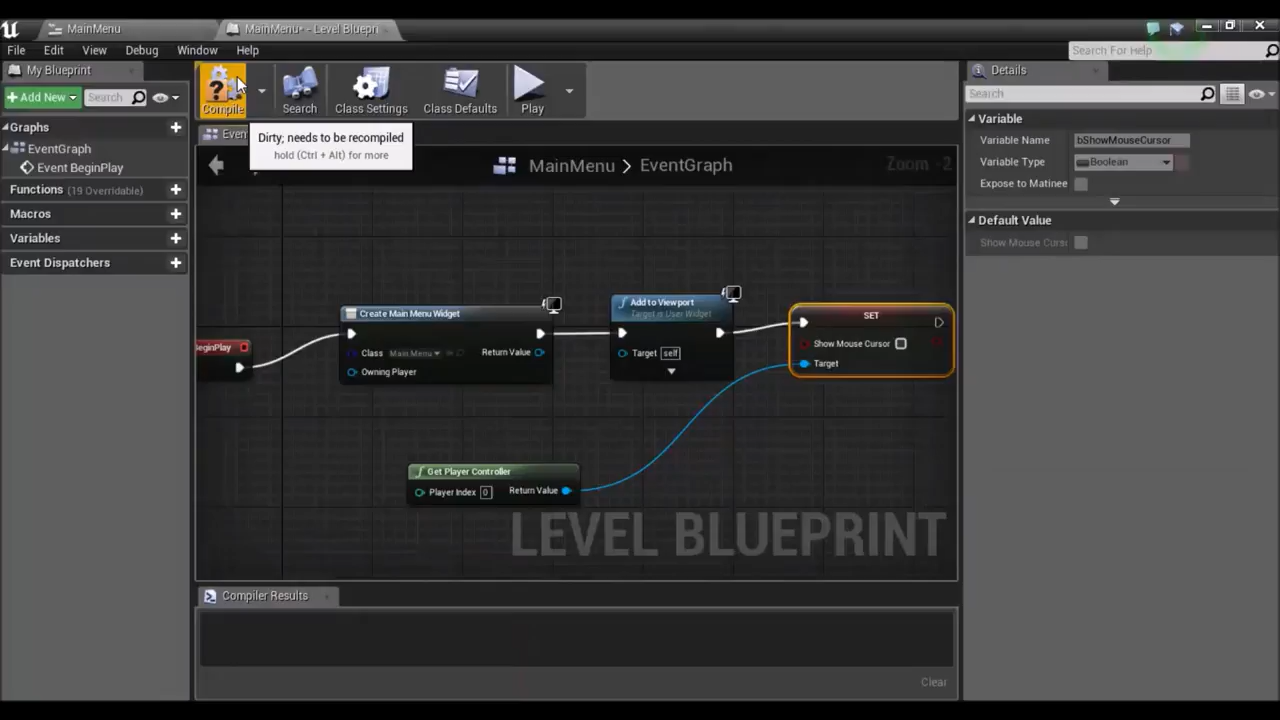 MainMenu
MainMenu* - Level Bluepri
File Edit View Debug Window Help
Search For Help
My Blueprint
Add New
Search
Compile
Search
Class Settings
Class Defaults
Play
Dirty; needs to be recompiled
hold (Ctrl + Alt) for more
Graphs
EventGraph
Event BeginPlay
Functions (19 Overridable)
Macros
Variables
Event Dispatchers
Even
MainMenu > EventGraph
Zoom -2
BeginPlay
Create Main Menu Widget
Class Main Menu
Return Value
Owning Player
Add to Viewport
Target is User Widget
Target self
SET
Show Mouse Cursor
Target
Get Player Controller
Player Index 0
Return Value
LEVEL BLUEPRINT
Compiler Results
Clear
Details
Search
Variable
Variable Name bShowMouseCursor
Variable Type Boolean
Expose to Matinee
Default Value
Show Mouse Cursi